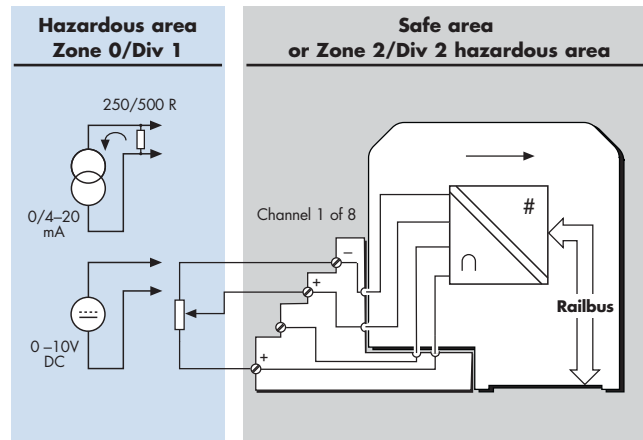 Hazardous area
Zone 0/Div 1
Safe area
or Zone 2/Div 2 hazardous area
250/500 R
0/4–20
mA
Channel 1 of 8
#
∩
–
+
Railbus
0 –10V
DC
+